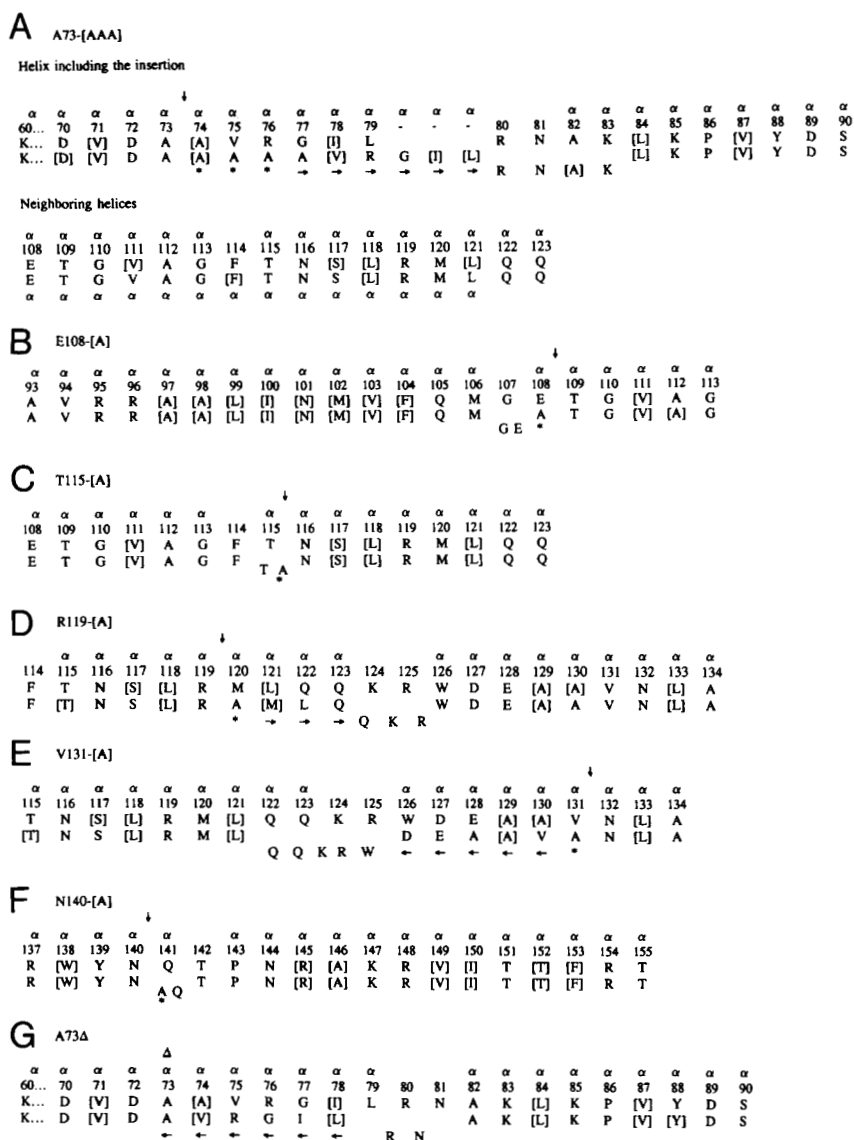 A A73-[AAA]
Helix including the insertion
↓
α α α α α α α α α α α α α α α α α α α α α α
60... 70 71 72 73 74 75 76 77 78 79 - - - 80 81 82 83 84 85 86 87 88 89 90
K... D [V] D A [A] V R G [I] L R N A K [L] K P [V] Y D S
K... [D] [V] D A [A] A A A [V] R G [I] [L] [L] K P [V] Y D S
* * * → → → → → R N [A] K
Neighboring helices
α α α α α α α α α α α α α α α
108 109 110 111 112 113 114 115 116 117 118 119 120 121 122 123
E T G [V] A G F T N [S] [L] R M [L] Q Q
E T G V A G [F] T N S [L] R M L Q Q
α α α α α α α α α α α α α α
B E108-[A]
↓
α α α α α α α α α α α α α α α α α α α α
93 94 95 96 97 98 99 100 101 102 103 104 105 106 107 108 109 110 111 112 113
A V R R [A] [A] [L] [I] [N] [M] [V] [F] Q M G E T G [V] A G
A V R R [A] [A] [L] [I] [N] [M] [V] [F] Q M A T G [V] [A] G
G E *
C T115-[A]
↓
α α α α α α α α α α α α α α α
108 109 110 111 112 113 114 115 116 117 118 119 120 121 122 123
E T G [V] A G F T N [S] [L] R M [L] Q Q
E T G [V] A G F N [S] [L] R M [L] Q Q
T A
*
D R119-[A]
↓
α α α α α α α α α α α α α α α α α α
114 115 116 117 118 119 120 121 122 123 124 125 126 127 128 129 130 131 132 133 134
F T N [S] [L] R M [L] Q Q K R W D E [A] [A] V N [L] A
F [T] N S [L] R A [M] L Q W D E [A] A V N [L] A
* → → → Q K R
E V131-[A]
↓
α α α α α α α α α α α α α α α α α α
115 116 117 118 119 120 121 122 123 124 125 126 127 128 129 130 131 132 133 134
T N [S] [L] R M [L] Q Q K R W D E [A] [A] V N [L] A
[T] N S [L] R M [L] D E A [A] V A N [L] A
Q Q K R W ← ← ← ← ← *
F N140-[A]
↓
α α α α α α α α α α α α α α α α α α
137 138 139 140 141 142 143 144 145 146 147 148 149 150 151 152 153 154 155
R [W] Y N Q T P N [R] [A] K R [V] [I] T [T] [F] R T
R [W] Y N T P N [R] [A] K R [V] [I] T [T] [F] R T
A Q
*
G A73Δ
Δ
α α α α α α α α α α α α α α α α α α α α
60... 70 71 72 73 74 75 76 77 78 79 80 81 82 83 84 85 86 87 88 89 90
K... D [V] D A [A] V R G [I] L R N A K [L] K P [V] Y D S
K... D [V] D A [V] R G I [L] A K [L] K P [V] [Y] D S
← ← ← ← ← ← R N